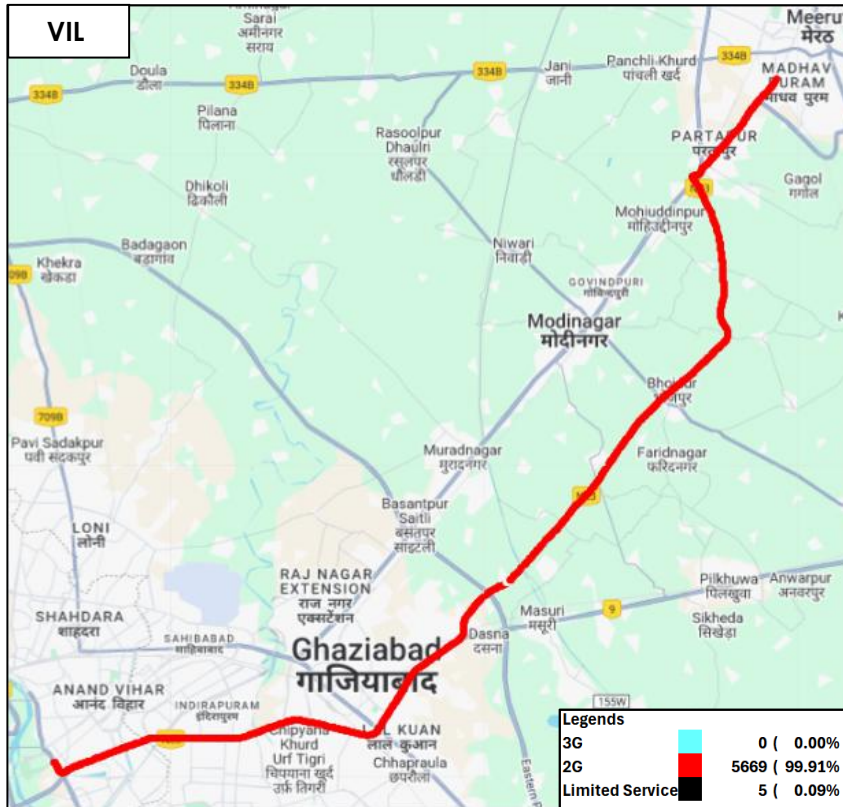 VIL
Sarai
अमीनगर
सराय
Meerut
मेरठ
Doula
डौला
334B
334B
Jani
जानी
Panchli Khurd
पांचली खुर्द
334B
334B
MADHAV
PURAM
माधव पुरम
Pilana
पिलाना
Rasoolpur
Dhaulri
रसूलपुर
धौलड़ी
PARTAPUR
परतापुर
Dhikoli
ढिकौली
Gagol
गगोल
Mohiuddinpur
मोहिउद्दीनपुर
Badagaon
बड़ागांव
Niwari
निवाड़ी
Khekra
खेकड़ा
709B
GOVINDPURI
गोविन्दपुरी
Modinagar
मोदीनगर
Bhojpur
भोजपुर
709B
Pavi Sadakpur
पवी सदकपुर
Muradnagar
मुरादनगर
Faridnagar
फरिदनगर
Basantpur
Saitli
बसंतपुर
साइटली
LONI
लोनी
RAJ NAGAR
EXTENSION
राज नगर
एक्सटेंशन
Pilkhuwa
पिलखुवा
Anwarpur
अनवरपुर
SHAHDARA
शाहदरा
Masuri
मसूरी
9
Sikheda
सिखेड़ा
SAHIBABAD
साहिबाबाद
Dasna
दसना
Ghaziabad
गाजियाबाद
ANAND VIHAR
आनंद विहार
INDIRAPURAM
इंदिरापुरम
155W
Chipyana
Khurd
Urf Tigri
चिपयाना खुर्द
उर्फ़ तिगरी
LAL KUAN
लाल कुआन
Chhapraula
छपरौला
Eastern P
Legends
3G 0 ( 0.00%
2G 5669 ( 99.91%
Limited Service 5 ( 0.09%